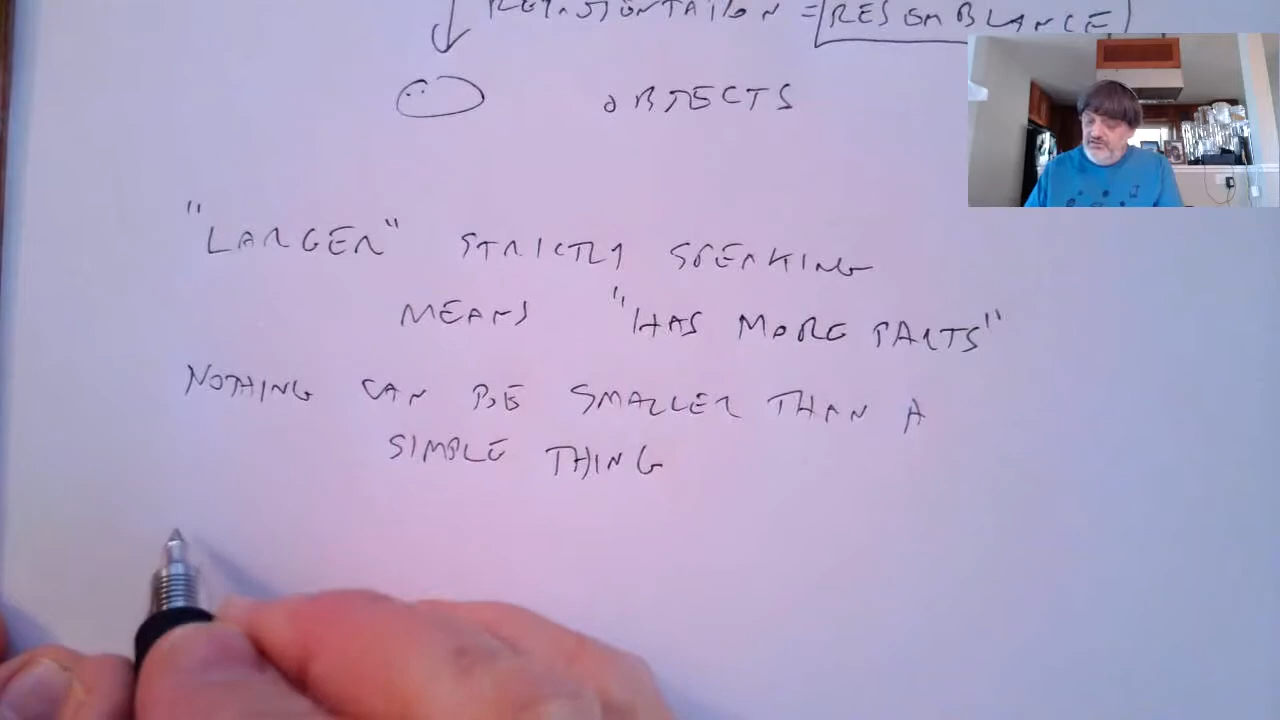 REPRESENTATION = RESEMBLANCE
OBJECTS
"LARGER" STRICTLY SPEAKING
MEANS "HAS MORE PARTS"
NOTHING CAN BE SMALLER THAN A
SIMPLE THING